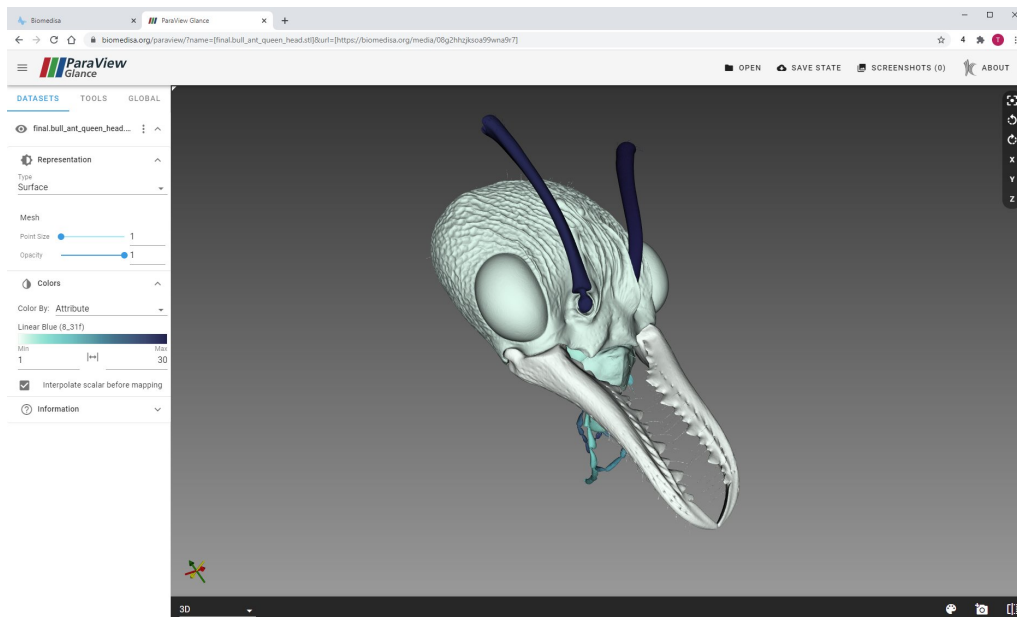 Biomedisa
ParaView Glance
biomedisa.org/paraview/?name=[final.bull_ant_queen_head.stl]&url=[https://biomedisa.org/media/08g2hhzjksoa99wna9r7]
4
T
ParaView
Glance
OPEN
SAVE STATE
SCREENSHOTS (0)
ABOUT
DATASETS TOOLS GLOBAL
final.bull_ant_queen_head...
Representation
Type
Surface
Mesh
Point Size 1
Opacity 1
Colors
Color By: Attribute
Linear Blue (8_31f)
Min Max
1 30
Interpolate scalar before mapping
Information
X
Y
Z
3D